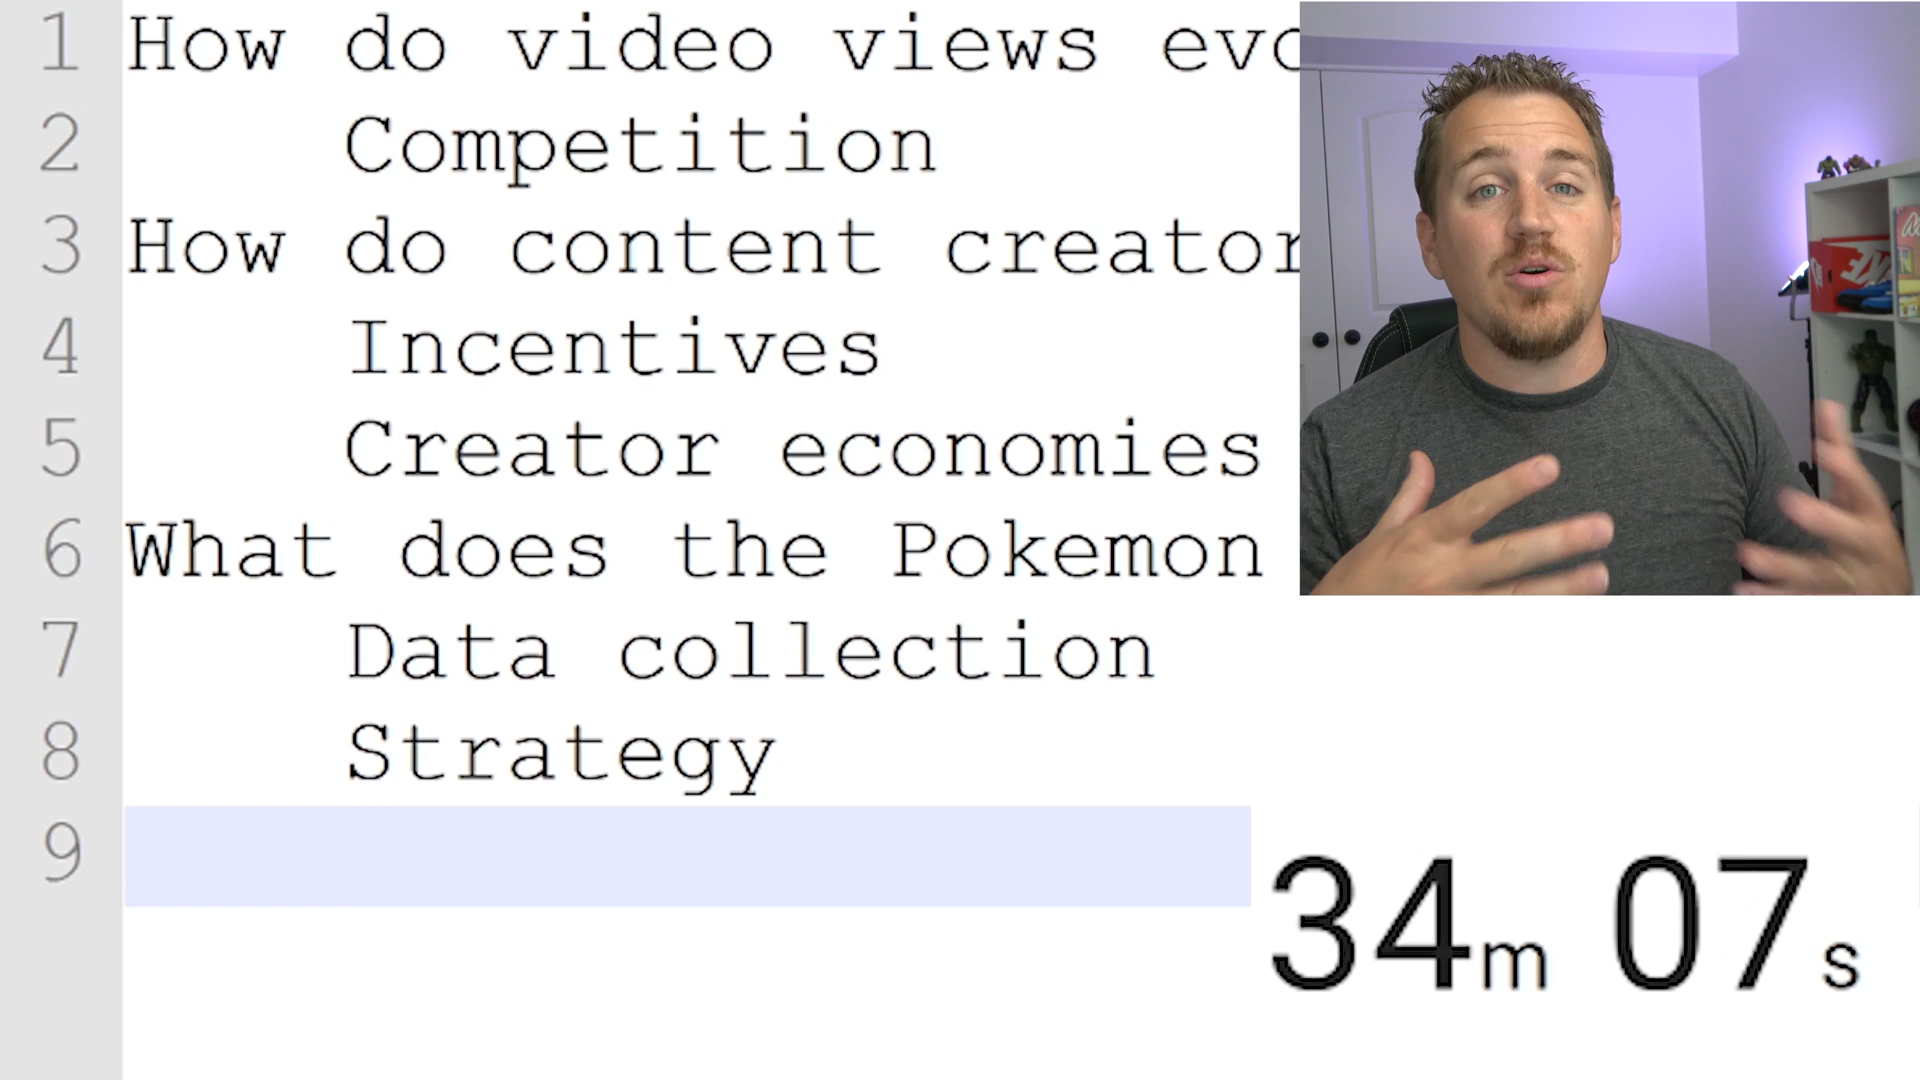 1 How do video views evo
2 Competition
3 How do content creator
4 Incentives
5 Creator economies
6 What does the Pokemon
7 Data collection
8 Strategy
9
34m 07s